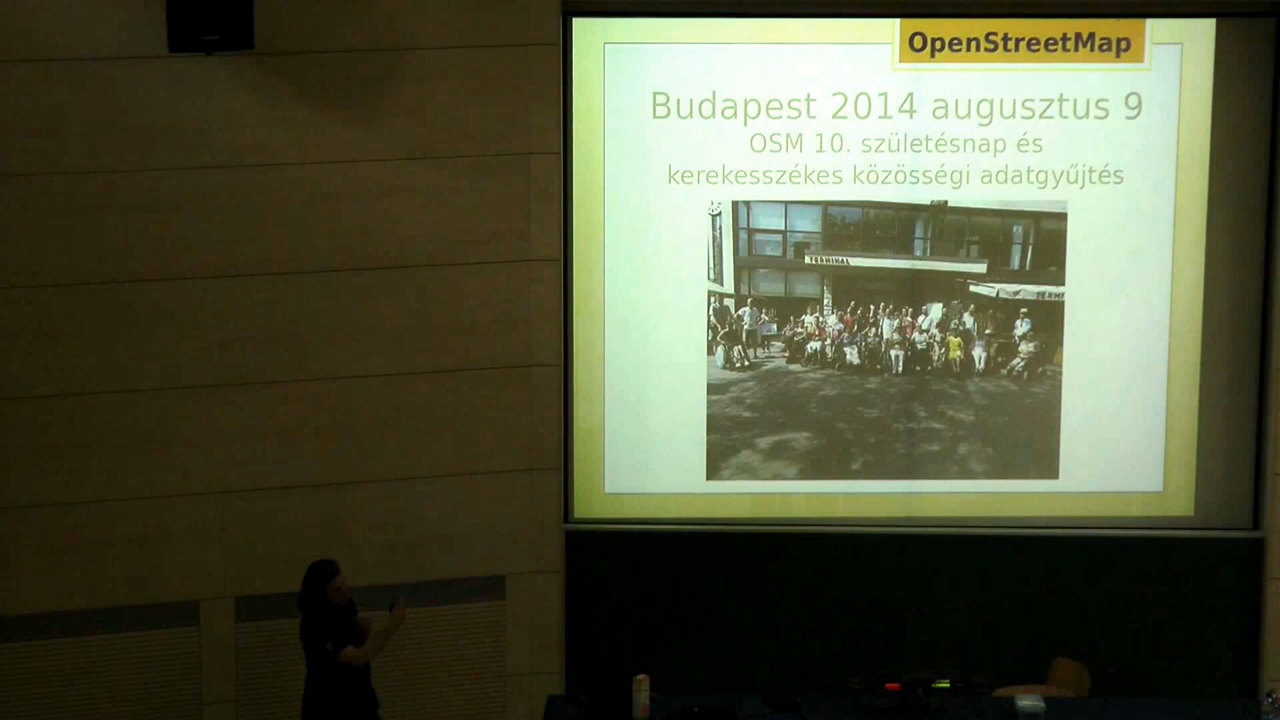 OpenStreetMap
Budapest 2014 augusztus 9
OSM 10. születésnap és
kerekesszékes közösségi adatgyűjtés
TERMINAL